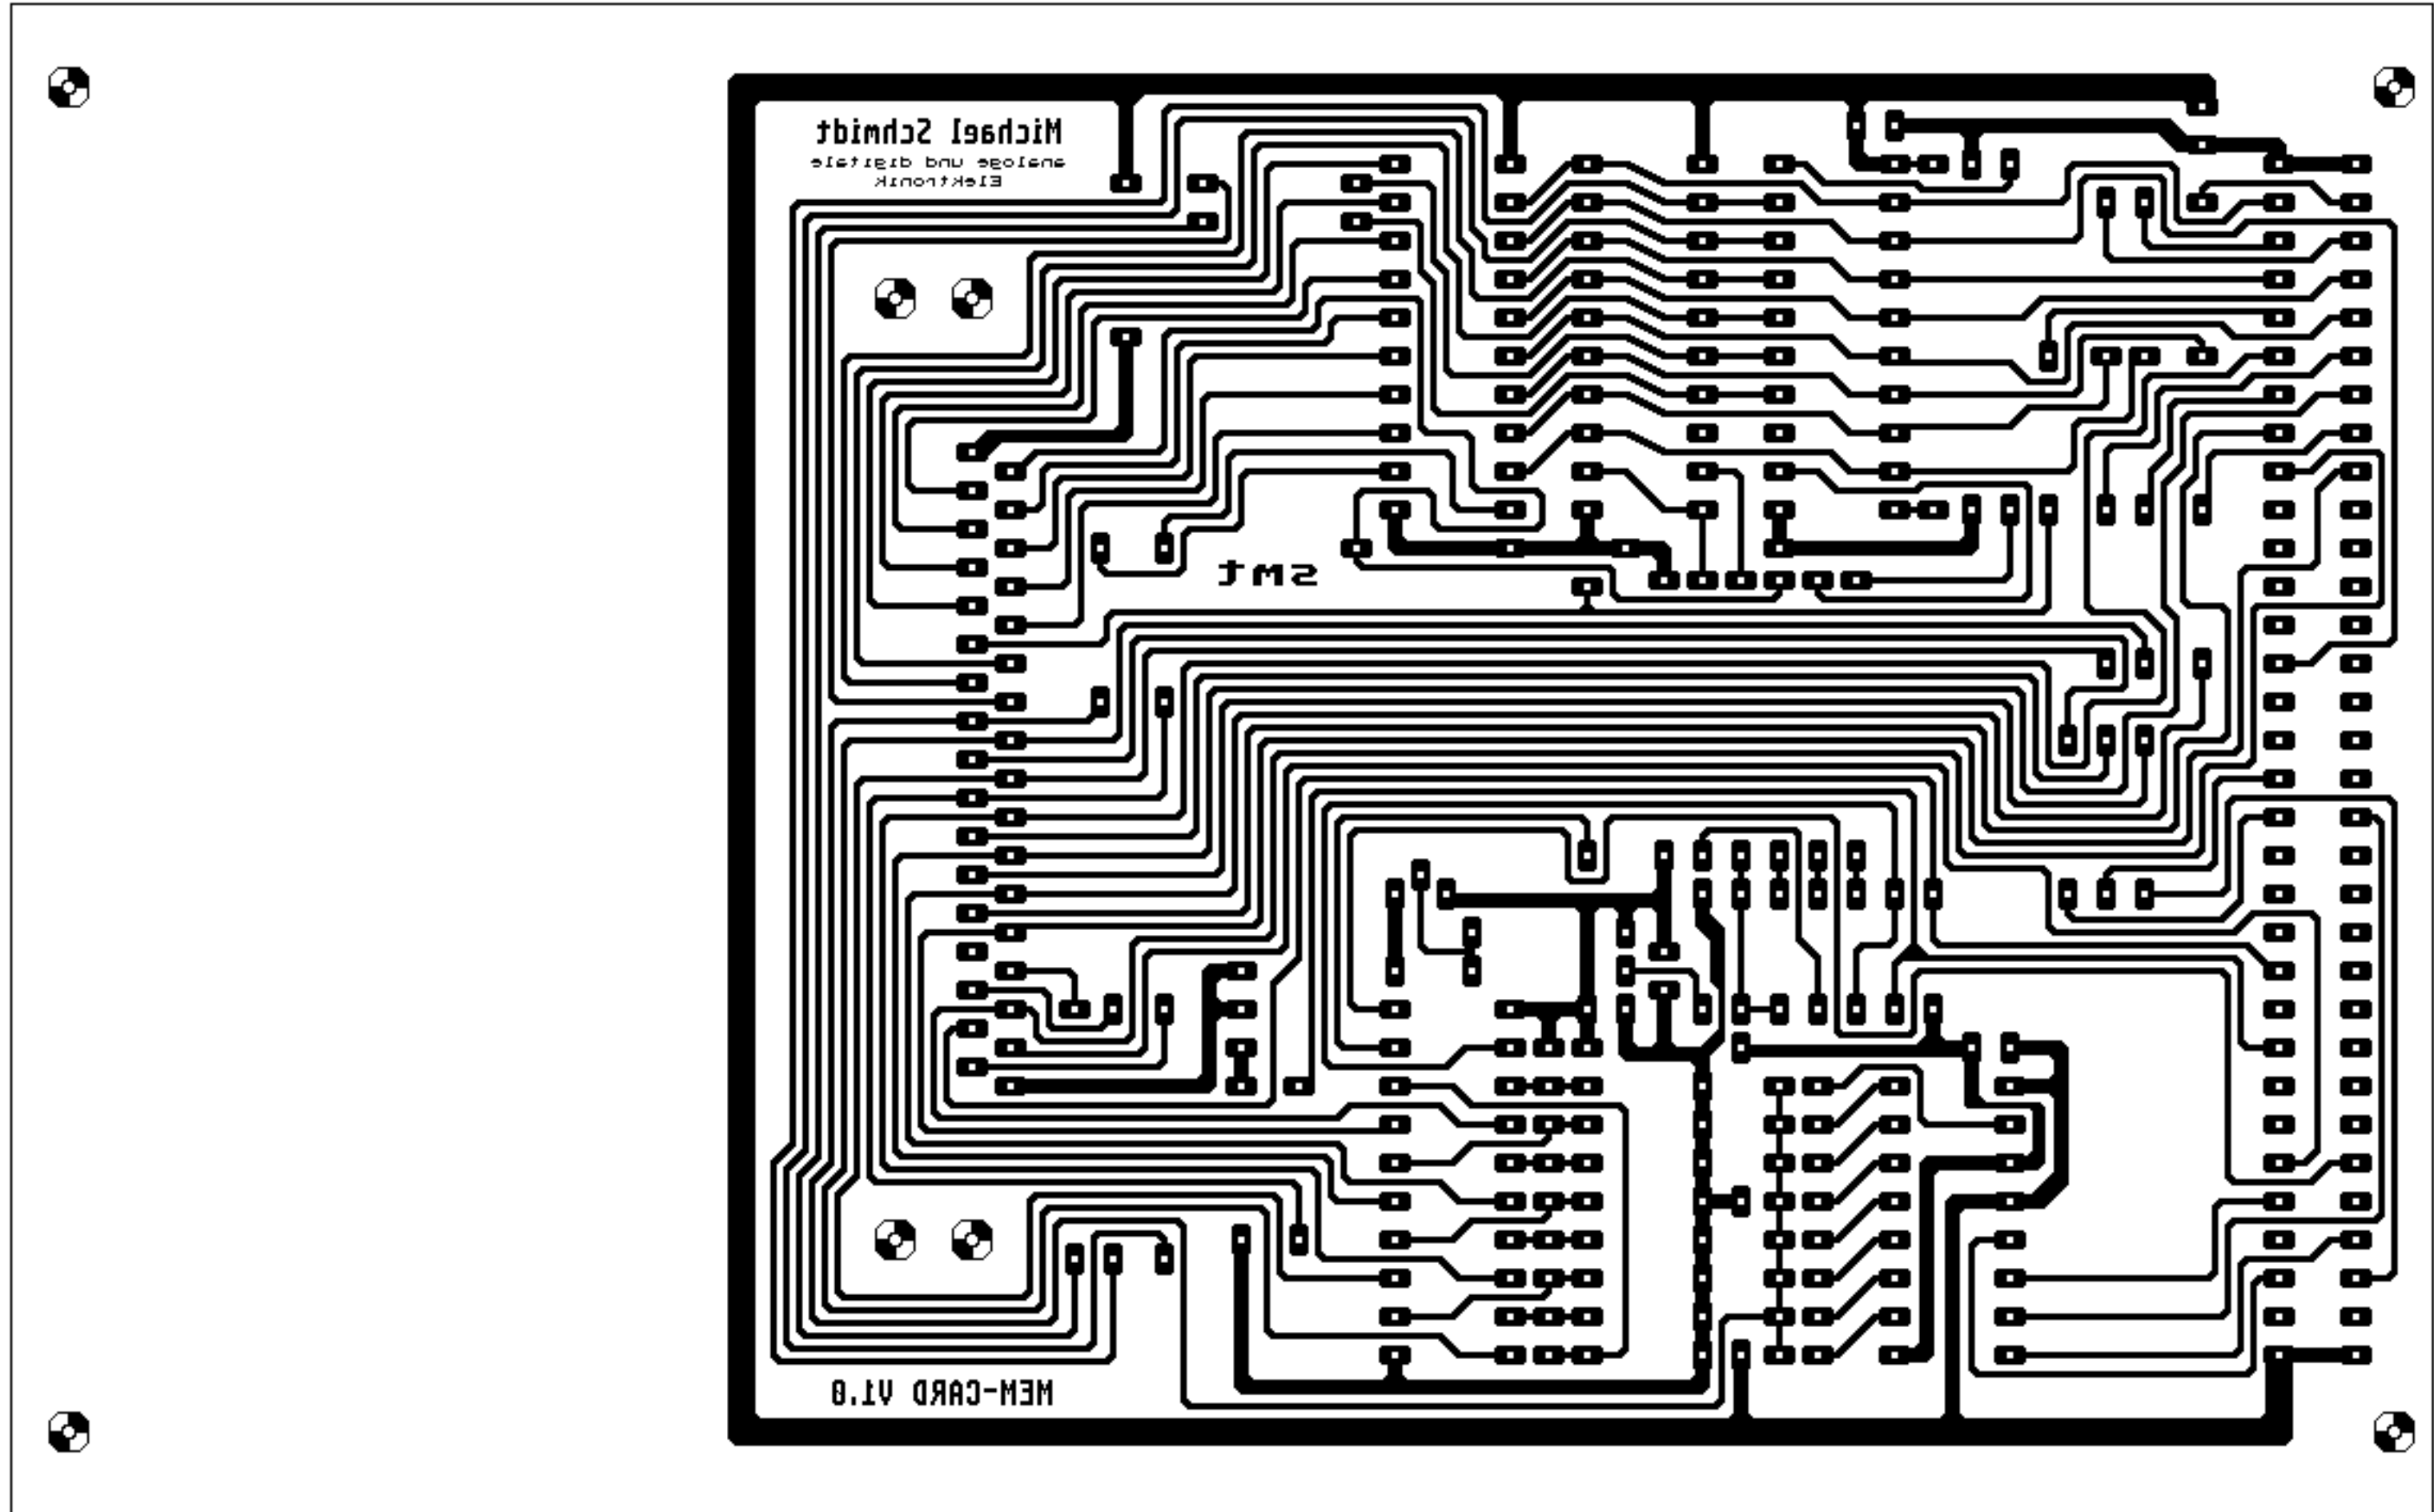 Michael Schmidt
analoge und digitale
Elektronik
smt
MEM-CARD V1.0